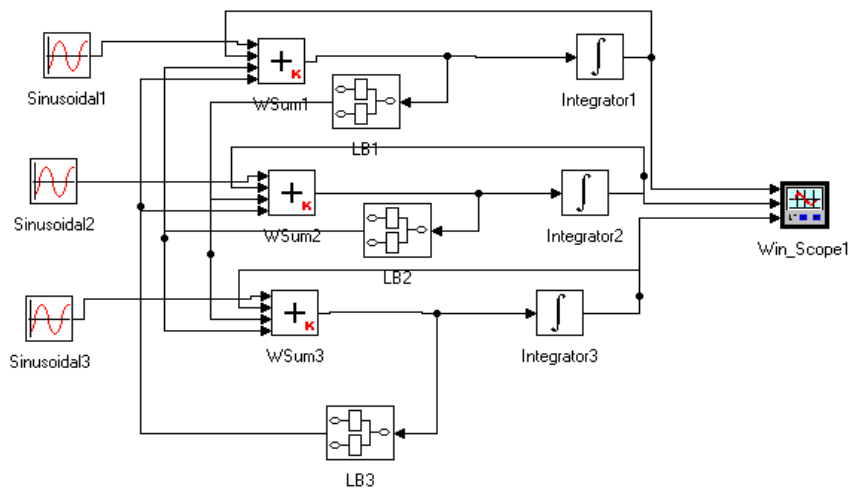 Sinusoidal1
WSum1
K
Integrator1
LB1
Sinusoidal2
WSum2
K
Integrator2
LB2
Win_Scope1
Sinusoidal3
WSum3
K
Integrator3
LB3